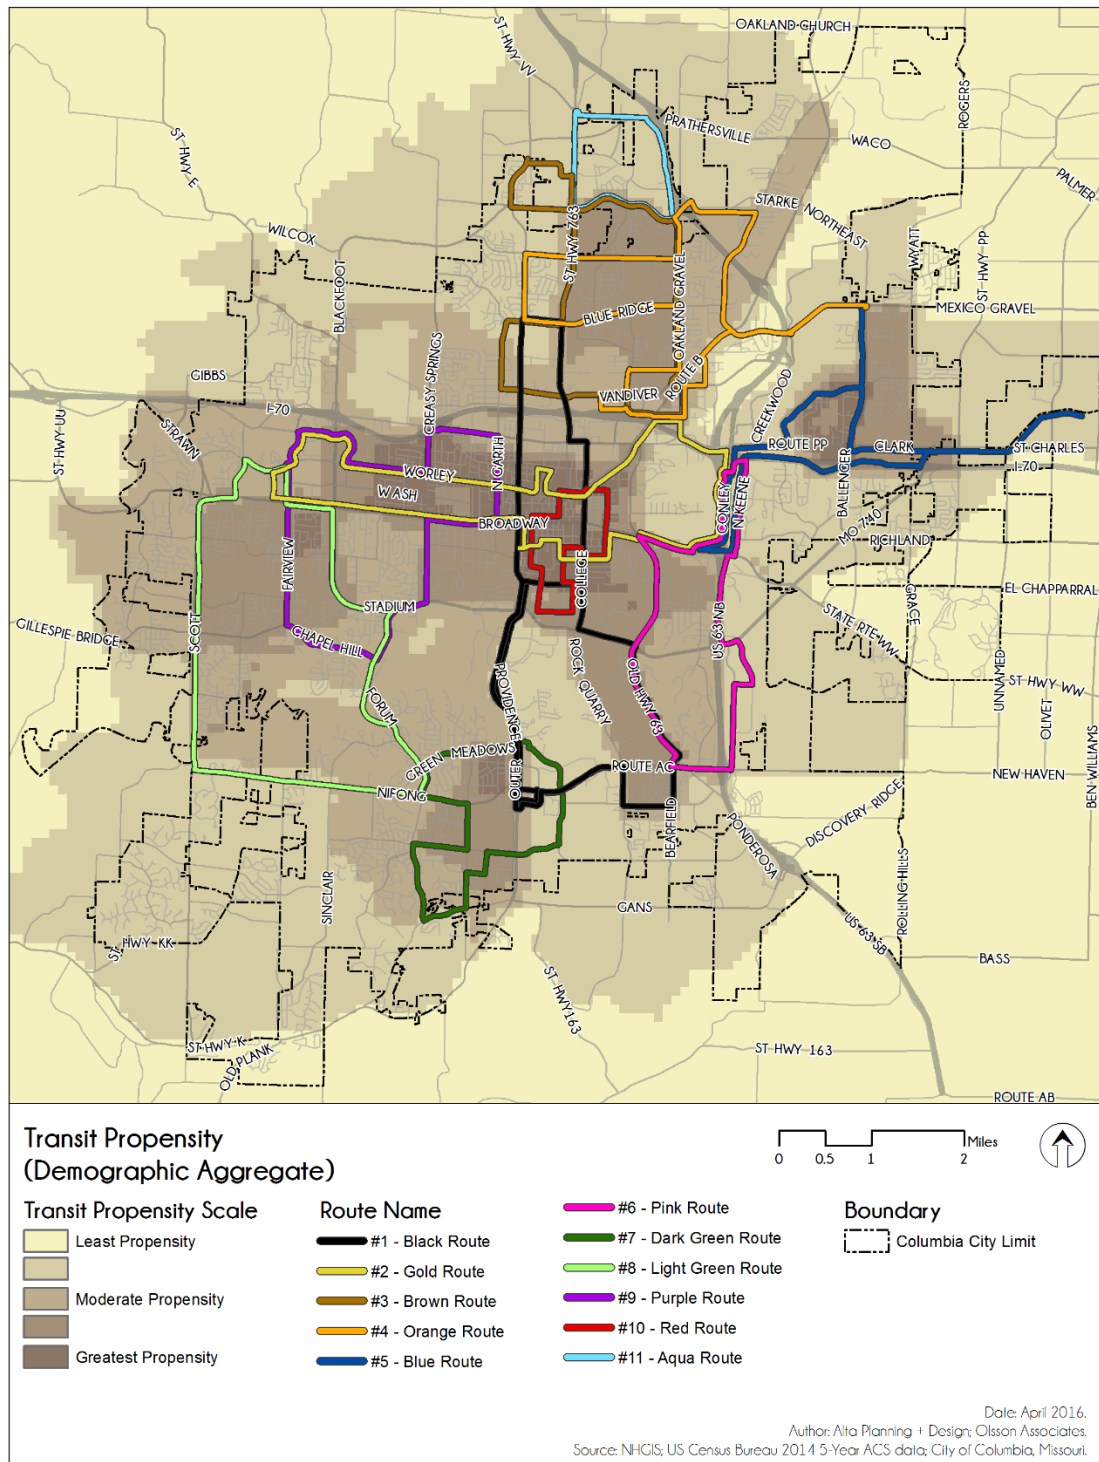 OAKLAND CHURCH
ST HWY VV
ROGERS
PRATHERSVILLE
WACO
ST HWY E
PALMER
STARKE NORTHEAST
WILCOX
WYATT
ST HWY PP
ST HWY 763
BLACKFOOT
OAKLAND GRAVEL
MEXICO GRAVEL
BLUE RIDGE
CREASY SPRINGS
GIBBS
ROUTE B
VANDIVER
CREEKWOOD
I-70
STRAWN
ST HWY UU
N GARTH
ROUTE PP
CLARK
ST CHARLES
I-70
WORLEY
WASH
BALLENGER
CONLEY
N KEENE
BROADWAY
MO 740
RICHLAND
FAIRVIEW
COLLEGE
EL CHAPPARRAL
GRACE
STADIUM
GILLESPIE BRIDGE
SCOTT
CHAPEL HILL
US 63 NB
STATE RTE WW
ROCK QUARRY
OLD HWY 63
PROVIDENCE
UNNAMED
ST HWY WW
OLIVET
FORUM
GREEN MEADOWS
OUTER
ROUTE AC
NEW HAVEN
BEN WILLIAMS
NIFONG
BEARFIELD
DISCOVERY RIDGE
PONDEROSA
SINCLAIR
ROLLING HILLS
GANS
US 63 SB
ST HWY KK
BASS
ST HWY 163
ST HWY K
OLD PLANK
ST HWY 163
ROUTE AB
Transit Propensity
(Demographic Aggregate)
0 0.5 1 2 Miles
Transit Propensity Scale
Least Propensity
Moderate Propensity
Greatest Propensity
Route Name
#1 - Black Route
#2 - Gold Route
#3 - Brown Route
#4 - Orange Route
#5 - Blue Route
#6 - Pink Route
#7 - Dark Green Route
#8 - Light Green Route
#9 - Purple Route
#10 - Red Route
#11 - Aqua Route
Boundary
Columbia City Limit
Date: April 2016.
Author: Alta Planning + Design; Olsson Associates.
Source: NHGIS; US Census Bureau 2014 5-Year ACS data; City of Columbia, Missouri.